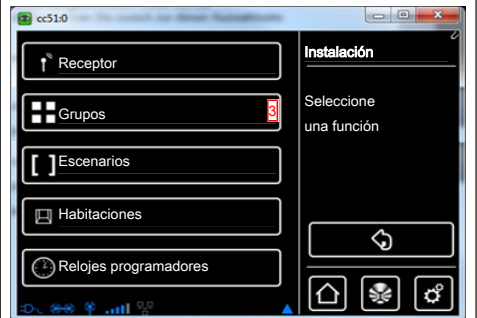 cc51:0
Receptor
Grupos
3
Escenarios
Habitaciones
Relojes programadores
Instalación
Seleccione
una función